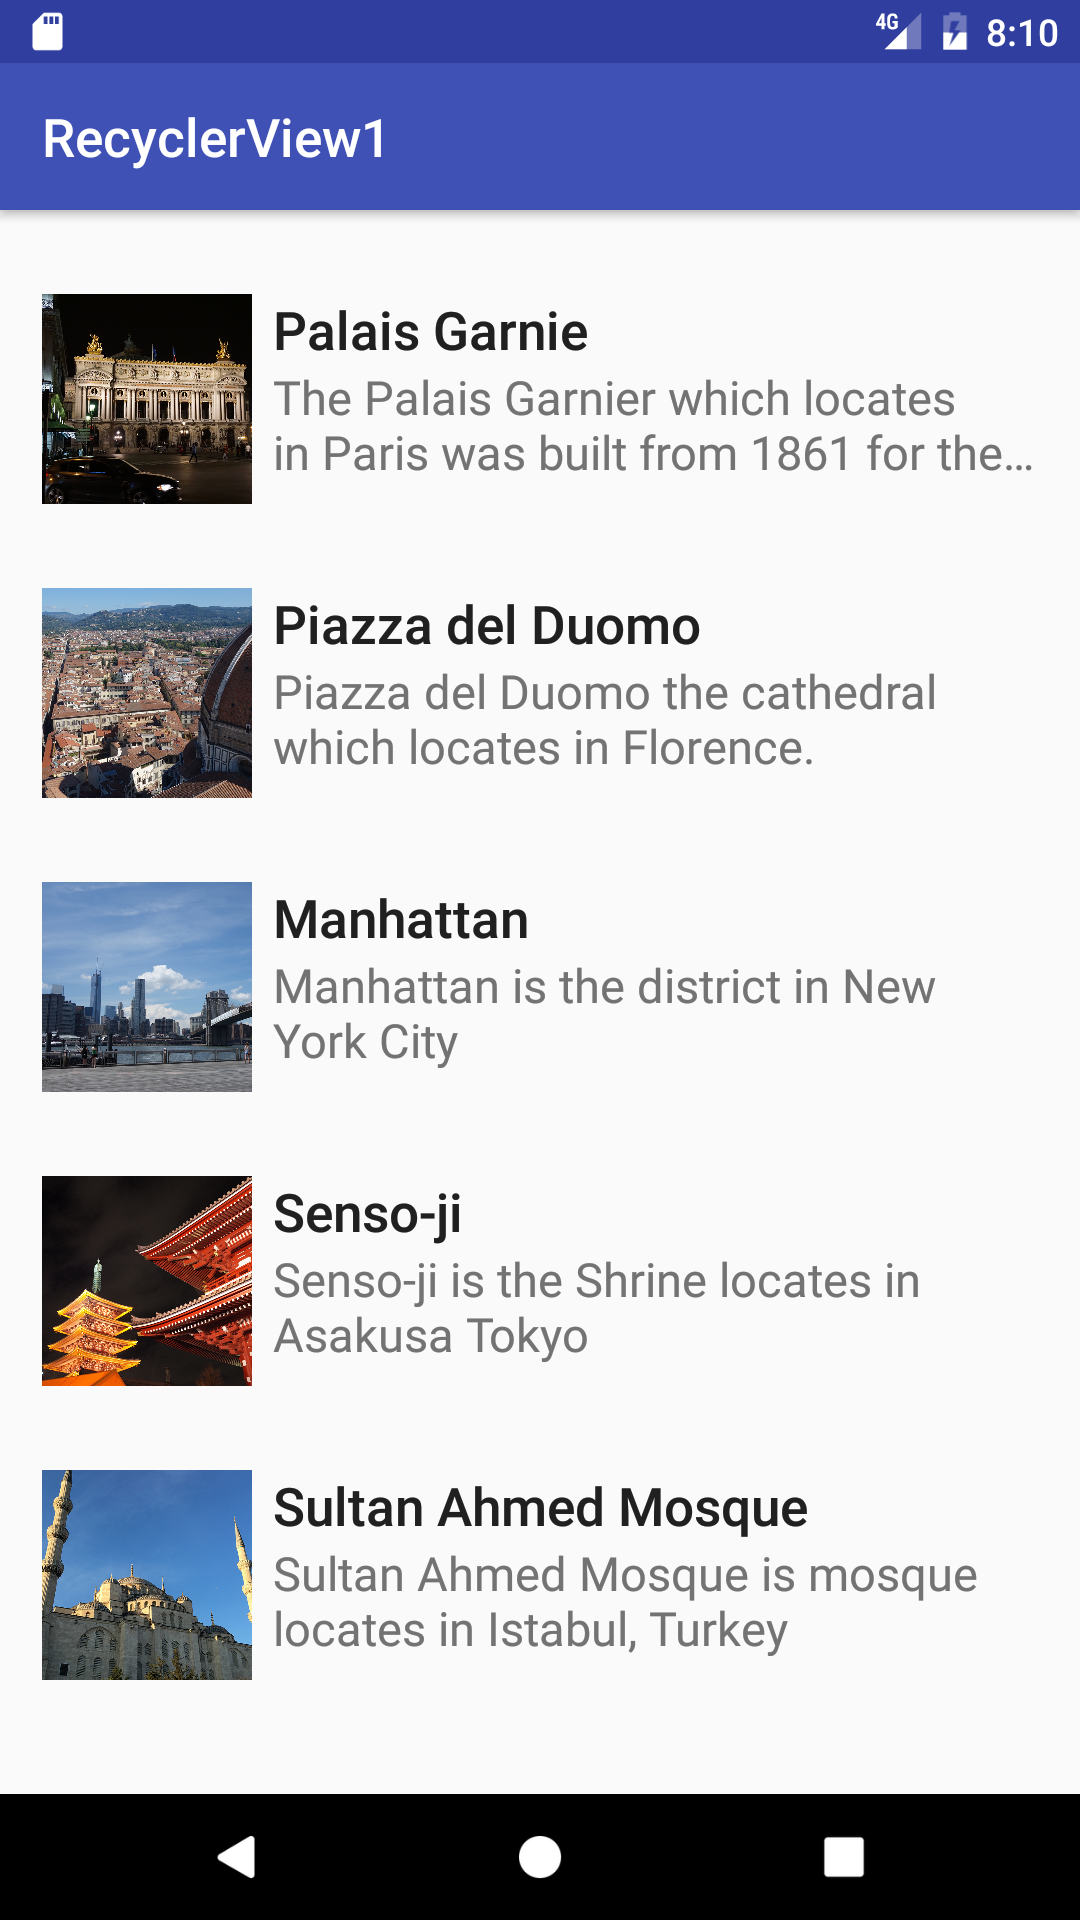 4G 8:10
RecyclerView1
Palais Garnie
The Palais Garnier which locates
in Paris was built from 1861 for the…
Piazza del Duomo
Piazza del Duomo the cathedral
which locates in Florence.
Manhattan
Manhattan is the district in New
York City
Senso-ji
Senso-ji is the Shrine locates in
Asakusa Tokyo
Sultan Ahmed Mosque
Sultan Ahmed Mosque is mosque
locates in Istabul, Turkey